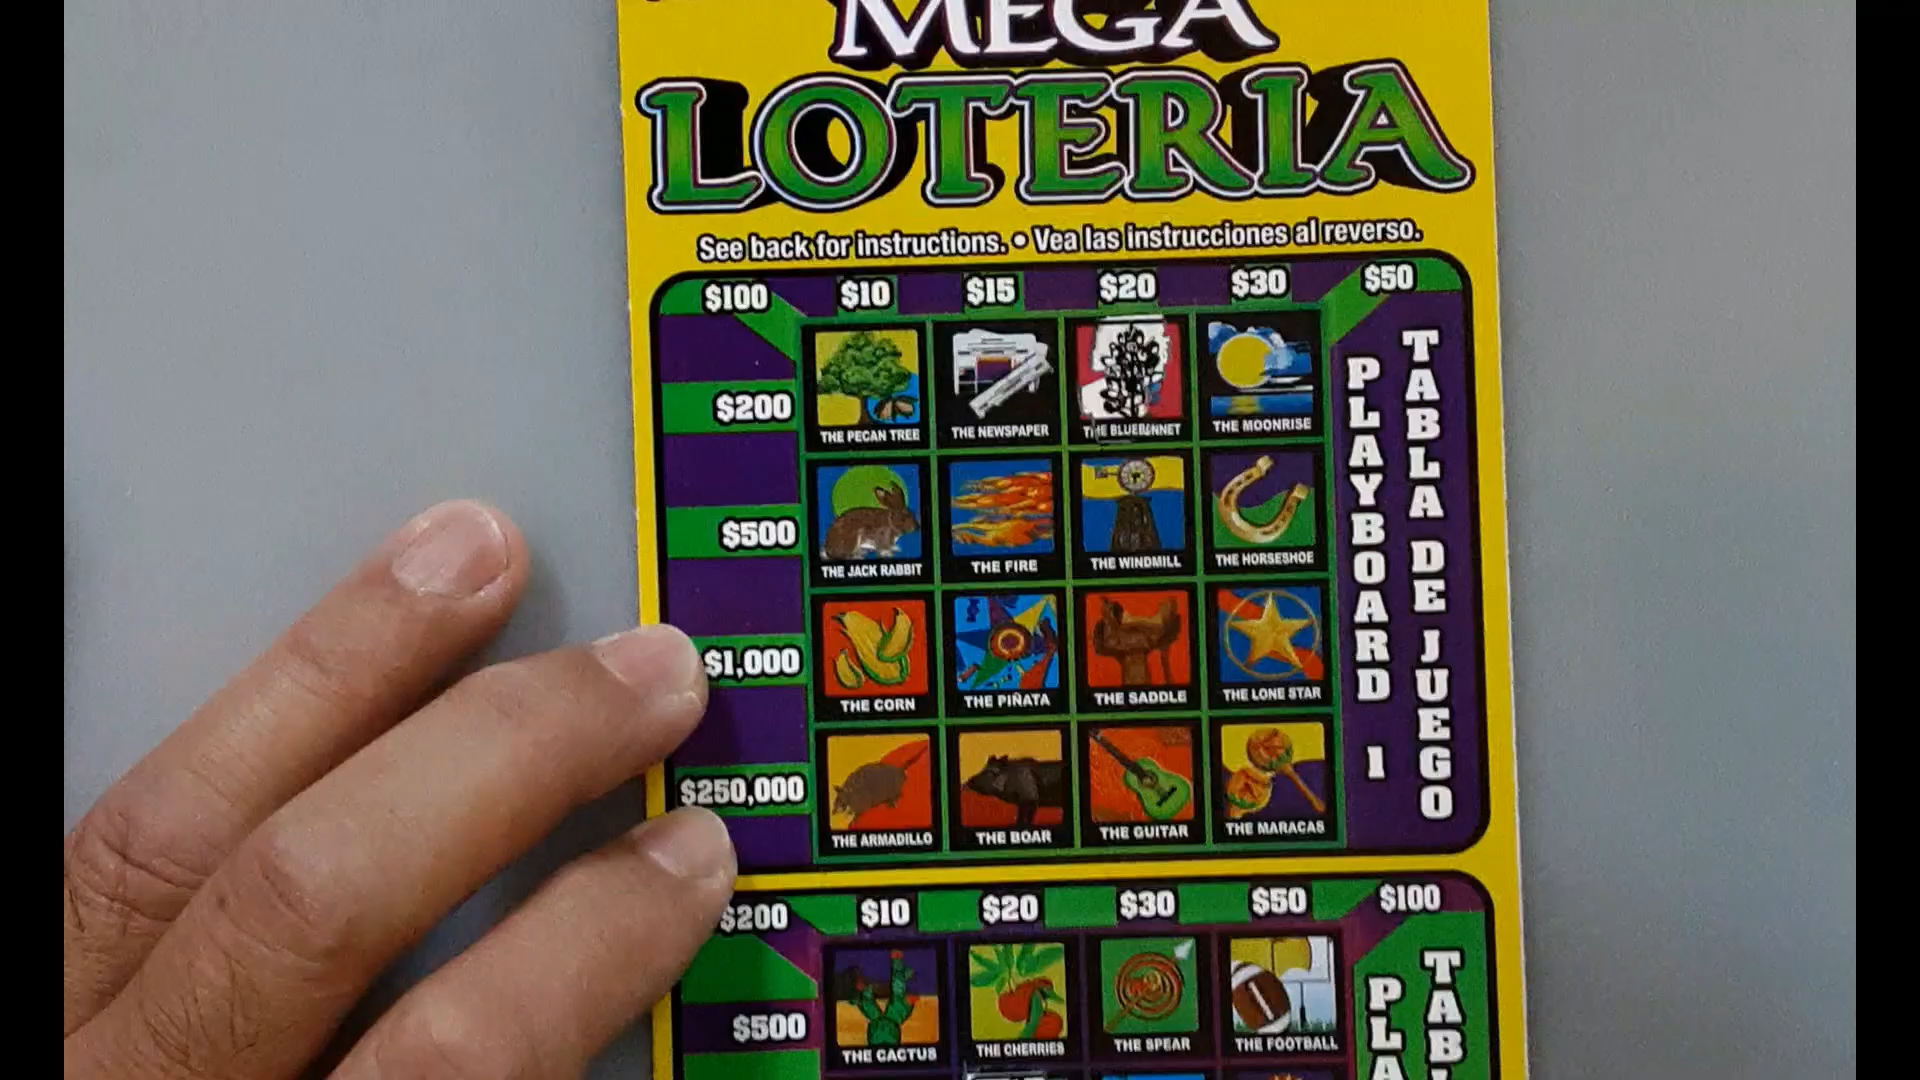 MEGA
LOTERIA
See back for instructions. • Vea las instrucciones al reverso.
$100 $10 $15 $20 $30 $50
THE PECAN TREE THE NEWSPAPER THE BLUEBONNET THE MOONRISE
$200
THE JACK RABBIT THE FIRE THE WINDMILL THE HORSESHOE
$500
THE CORN THE PIÑATA THE SADDLE THE LONE STAR
$1,000
THE ARMADILLO THE BOAR THE GUITAR THE MARACAS
$250,000
PLAYBOARD 1
TABLA DE JUEGO
$200 $10 $20 $30 $50 $100
THE CACTUS THE CHERRIES THE SPEAR THE FOOTBALL
$500
PLA
TAB